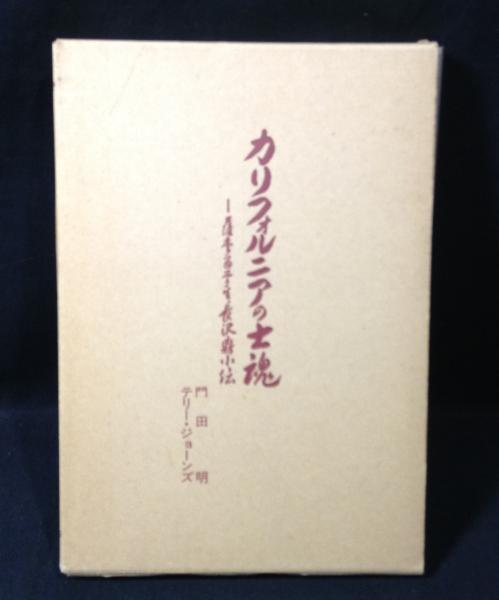 カリフォルニアの士魂
―薩摩留学生・長沢鼎小伝
門田 明
テリー・ジョーンズ